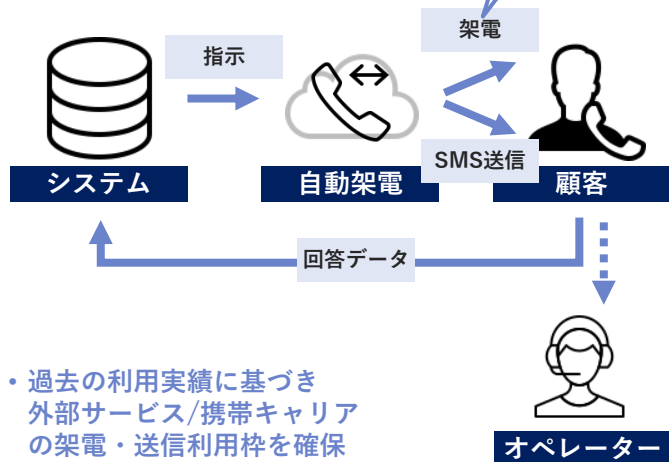 架電
指示
SMS送信
システム
自動架電
顧客
回答データ
・過去の利用実績に基づき
外部サービス/携帯キャリア
の架電・送信利用枠を確保
オペレーター